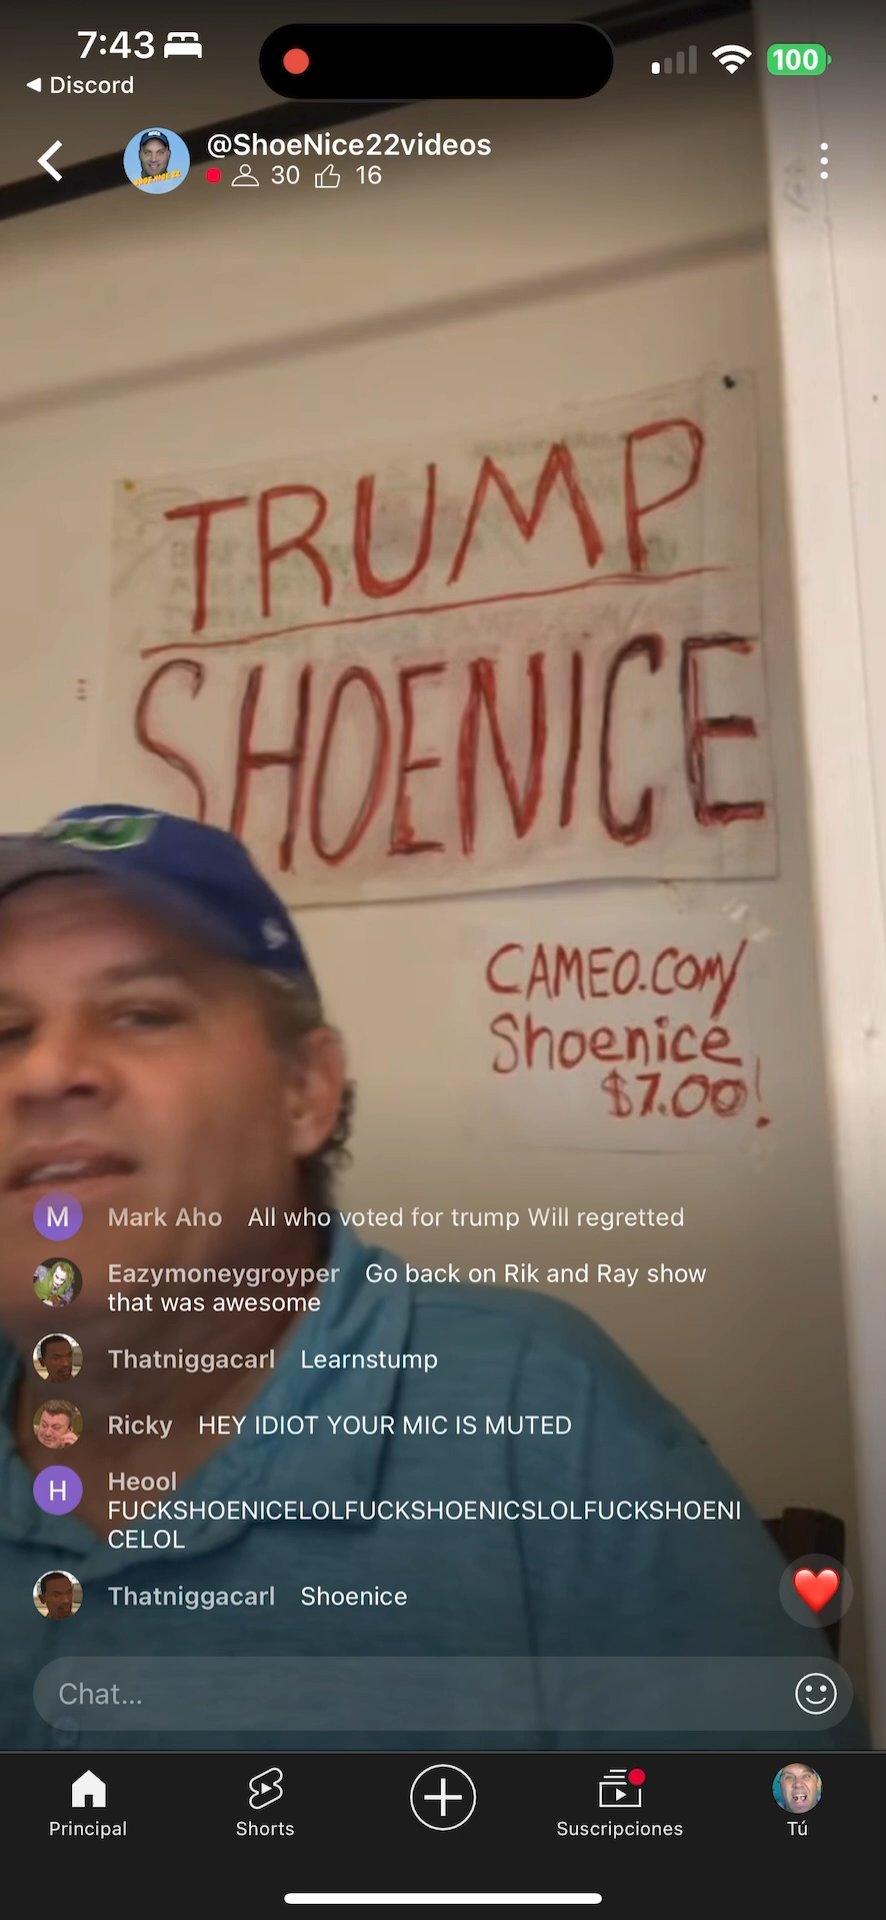 7:43
100
Discord
@ShoeNice22videos
30 16
TRUMP
SHOENICE
CAMEO.COM/
Shoenice
$7.00!
Mark Aho All who voted for trump Will regretted
Eazymoneygroyper Go back on Rik and Ray show
that was awesome
Thatniggacarl Learnstump
Ricky HEY IDIOT YOUR MIC IS MUTED
Heool
FUCKSHOENICELOLFUCKSHOENICSLOLFUCKSHOENI
CELOL
Thatniggacarl Shoenice
Chat...
Principal
Shorts
Suscripciones
Tú
M
H